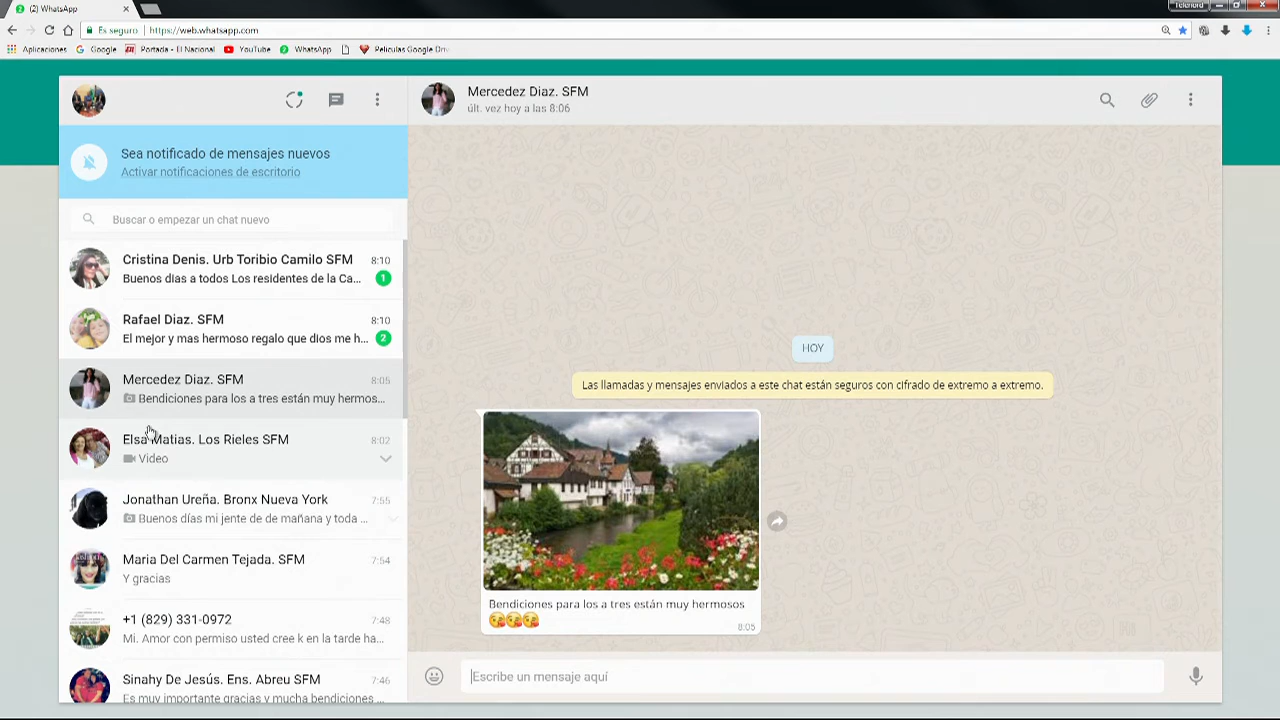 (2) WhatsApp
Telenord
Es seguro https://web.whatsapp.com
Aplicaciones Google Portada - El Nacional YouTube WhatsApp Peliculas Google Dri
Mercedez Diaz. SFM
últ. vez hoy a las 8:06
Sea notificado de mensajes nuevos
Activar notificaciones de escritorio
Buscar o empezar un chat nuevo
Cristina Denis. Urb Toribio Camilo SFM 8:10
Buenos dias a todos Los residentes de la Ca... 1
Rafael Diaz. SFM 8:10
El mejor y mas hermoso regalo que dios me h... 2
Mercedez Diaz. SFM 8:05
Bendiciones para los a tres están muy hermos...
Elsa Matias. Los Rieles SFM 8:02
Video
Jonathan Ureña. Bronx Nueva York 7:55
Buenos días mi jente de de mañana y toda ...
Maria Del Carmen Tejada. SFM 7:54
Y gracias
+1 (829) 331-0972 7:48
Mi. Amor con permiso usted cree k en la tarde ha...
Sinahy De Jesús. Ens. Abreu SFM 7:46
Es muy importante gracias y mucha bendiciones ...
HOY
Las llamadas y mensajes enviados a este chat están seguros con cifrado de extremo a extremo.
Bendiciones para los a tres están muy hermosos
8:05
Escribe un mensaje aquí